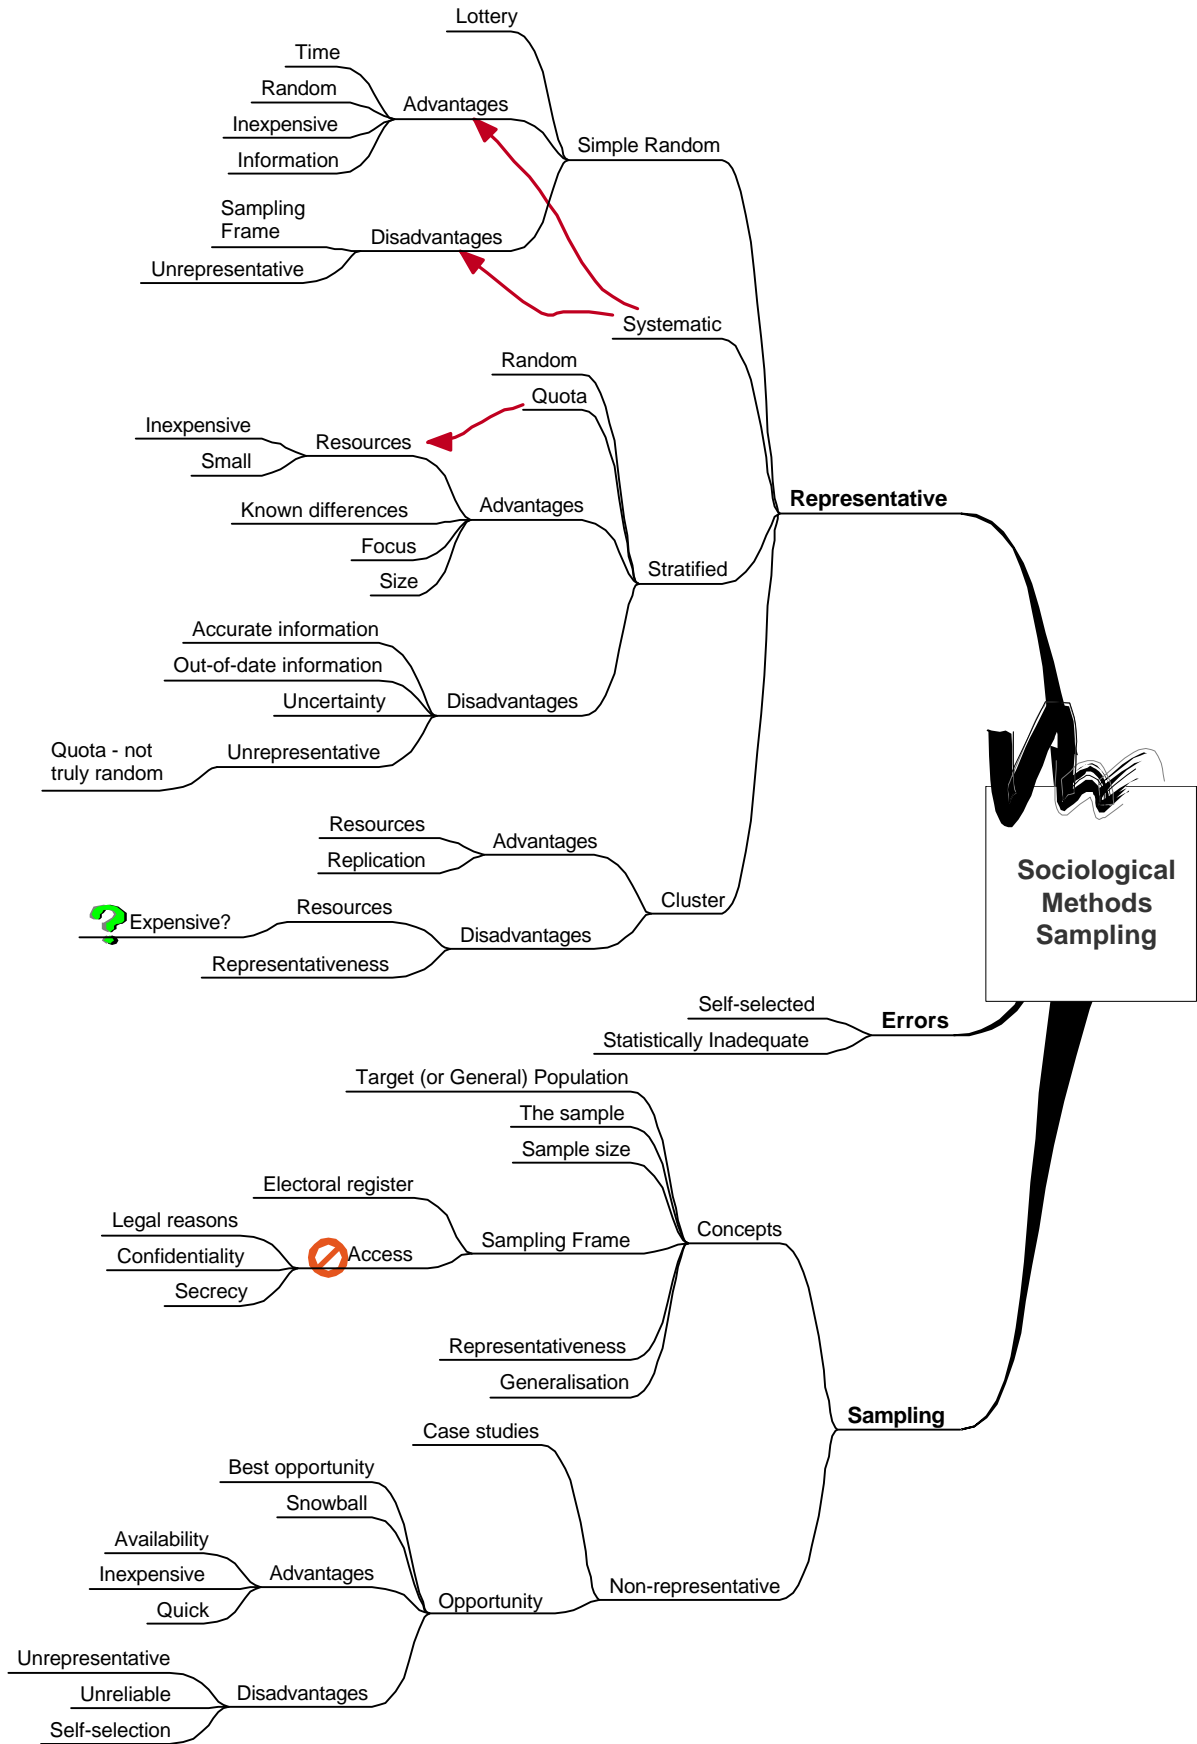 Lottery
Time
Random
Inexpensive
Information
Advantages
Simple Random
Sampling
Frame
Unrepresentative
Disadvantages
Systematic
Random
Quota
Inexpensive
Small
Resources
Known differences
Focus
Size
Advantages
Stratified
Representative
Accurate information
Out-of-date information
Uncertainty
Unrepresentative
Quota - not
truly random
Disadvantages
Resources
Replication
Advantages
Cluster
Expensive?
Resources
Representativeness
Disadvantages
Sociological
Methods
Sampling
Self-selected
Statistically Inadequate
Errors
Target (or General) Population
The sample
Sample size
Electoral register
Legal reasons
Confidentiality
Secrecy
Access
Sampling Frame
Concepts
Representativeness
Generalisation
Sampling
Case studies
Best opportunity
Snowball
Availability
Inexpensive
Quick
Advantages
Opportunity
Non-representative
Unrepresentative
Unreliable
Self-selection
Disadvantages